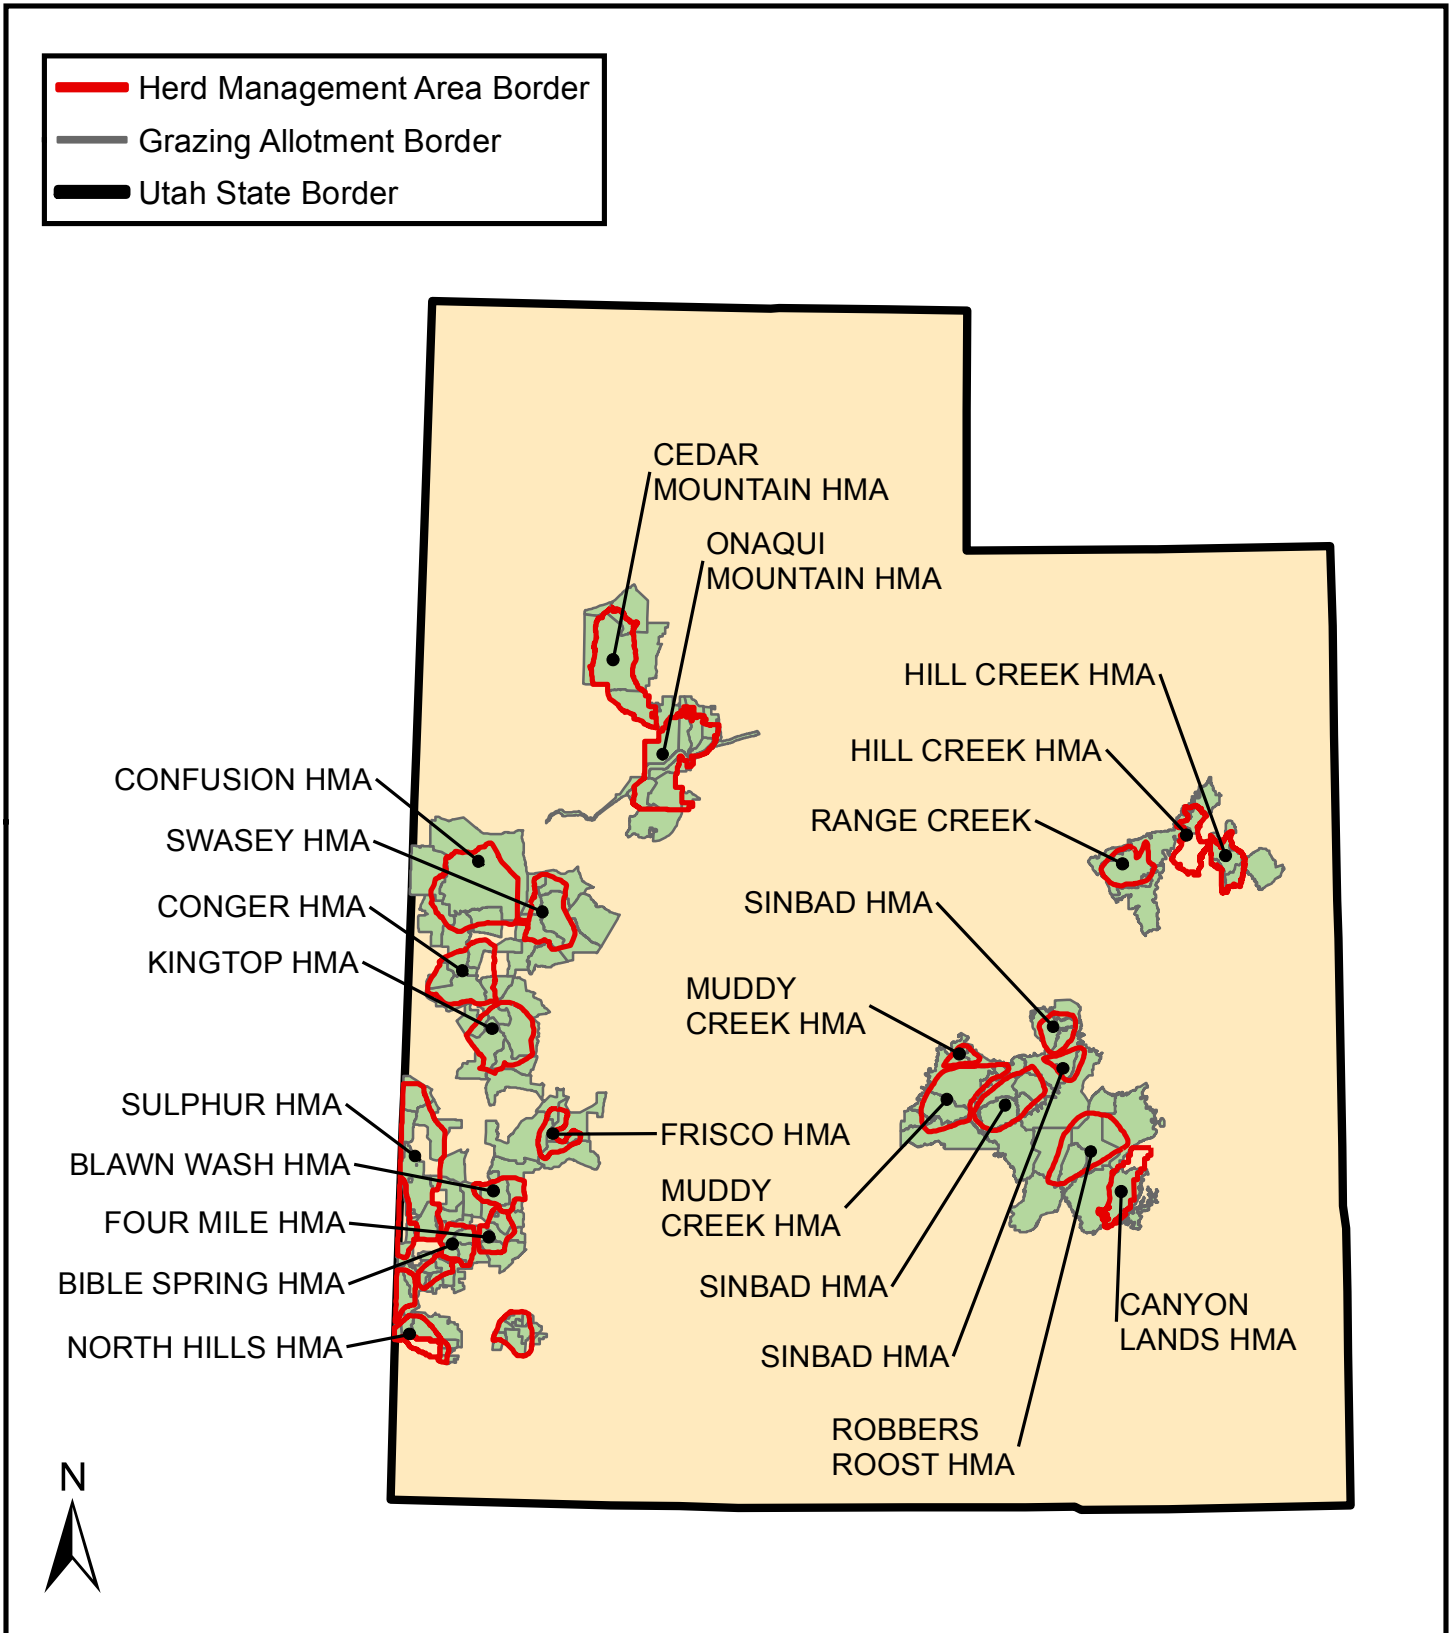 Herd Management Area Border
Grazing Allotment Border
Utah State Border
CEDAR
MOUNTAIN HMA
ONAQUI
MOUNTAIN HMA
HILL CREEK HMA
HILL CREEK HMA
CONFUSION HMA
RANGE CREEK
SWASEY HMA
SINBAD HMA
CONGER HMA
KINGTOP HMA
MUDDY
CREEK HMA
SULPHUR HMA
FRISCO HMA
BLAWN WASH HMA
MUDDY
CREEK HMA
FOUR MILE HMA
BIBLE SPRING HMA
SINBAD HMA
CANYON
LANDS HMA
NORTH HILLS HMA
SINBAD HMA
ROBBERS
ROOST HMA
N